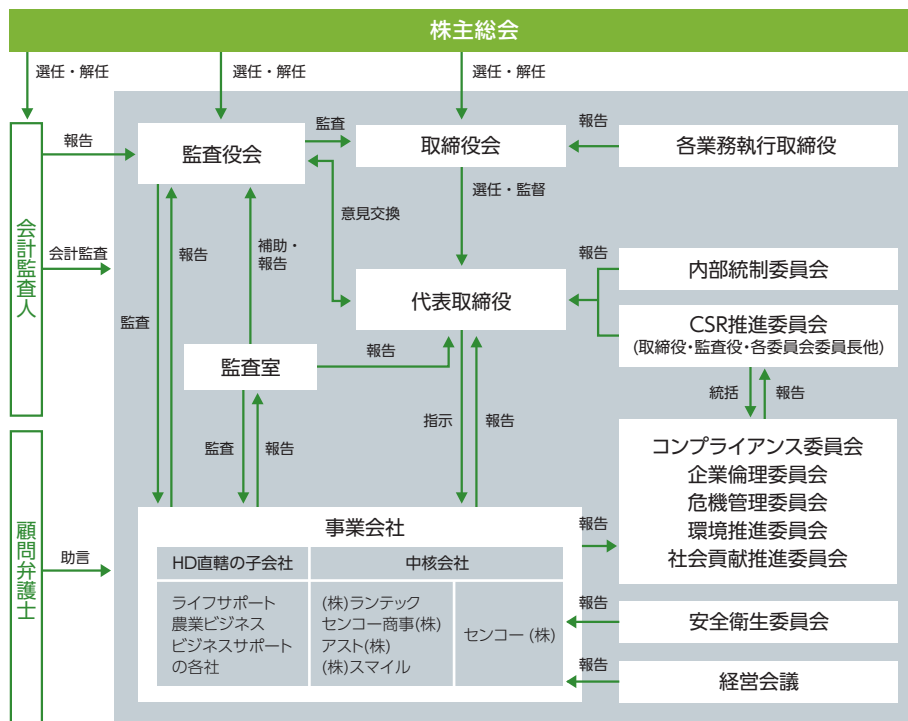 株主総会
選任・解任
選任・解任
選任・解任
会計監査人
報告
会計監査
監査役会
監査
取締役会
報告
各業務執行取締役
選任・監督
意見交換
補助・
報告
報告
監査
代表取締役
報告
内部統制委員会
CSR推進委員会
(取締役・監査役・各委員会委員長他)
監査室
報告
統括
報告
監査
報告
指示
報告
コンプライアンス委員会
企業倫理委員会
危機管理委員会
環境推進委員会
社会貢献推進委員会
顧問弁護士
助言
事業会社
報告
HD直轄の子会社
中核会社
ライフサポート
農業ビジネス
ビジネスサポート
の各社
(株)ランテック
センコー商事(株)
アスト(株)
(株)スマイル
センコー (株)
報告
安全衛生委員会
報告
経営会議